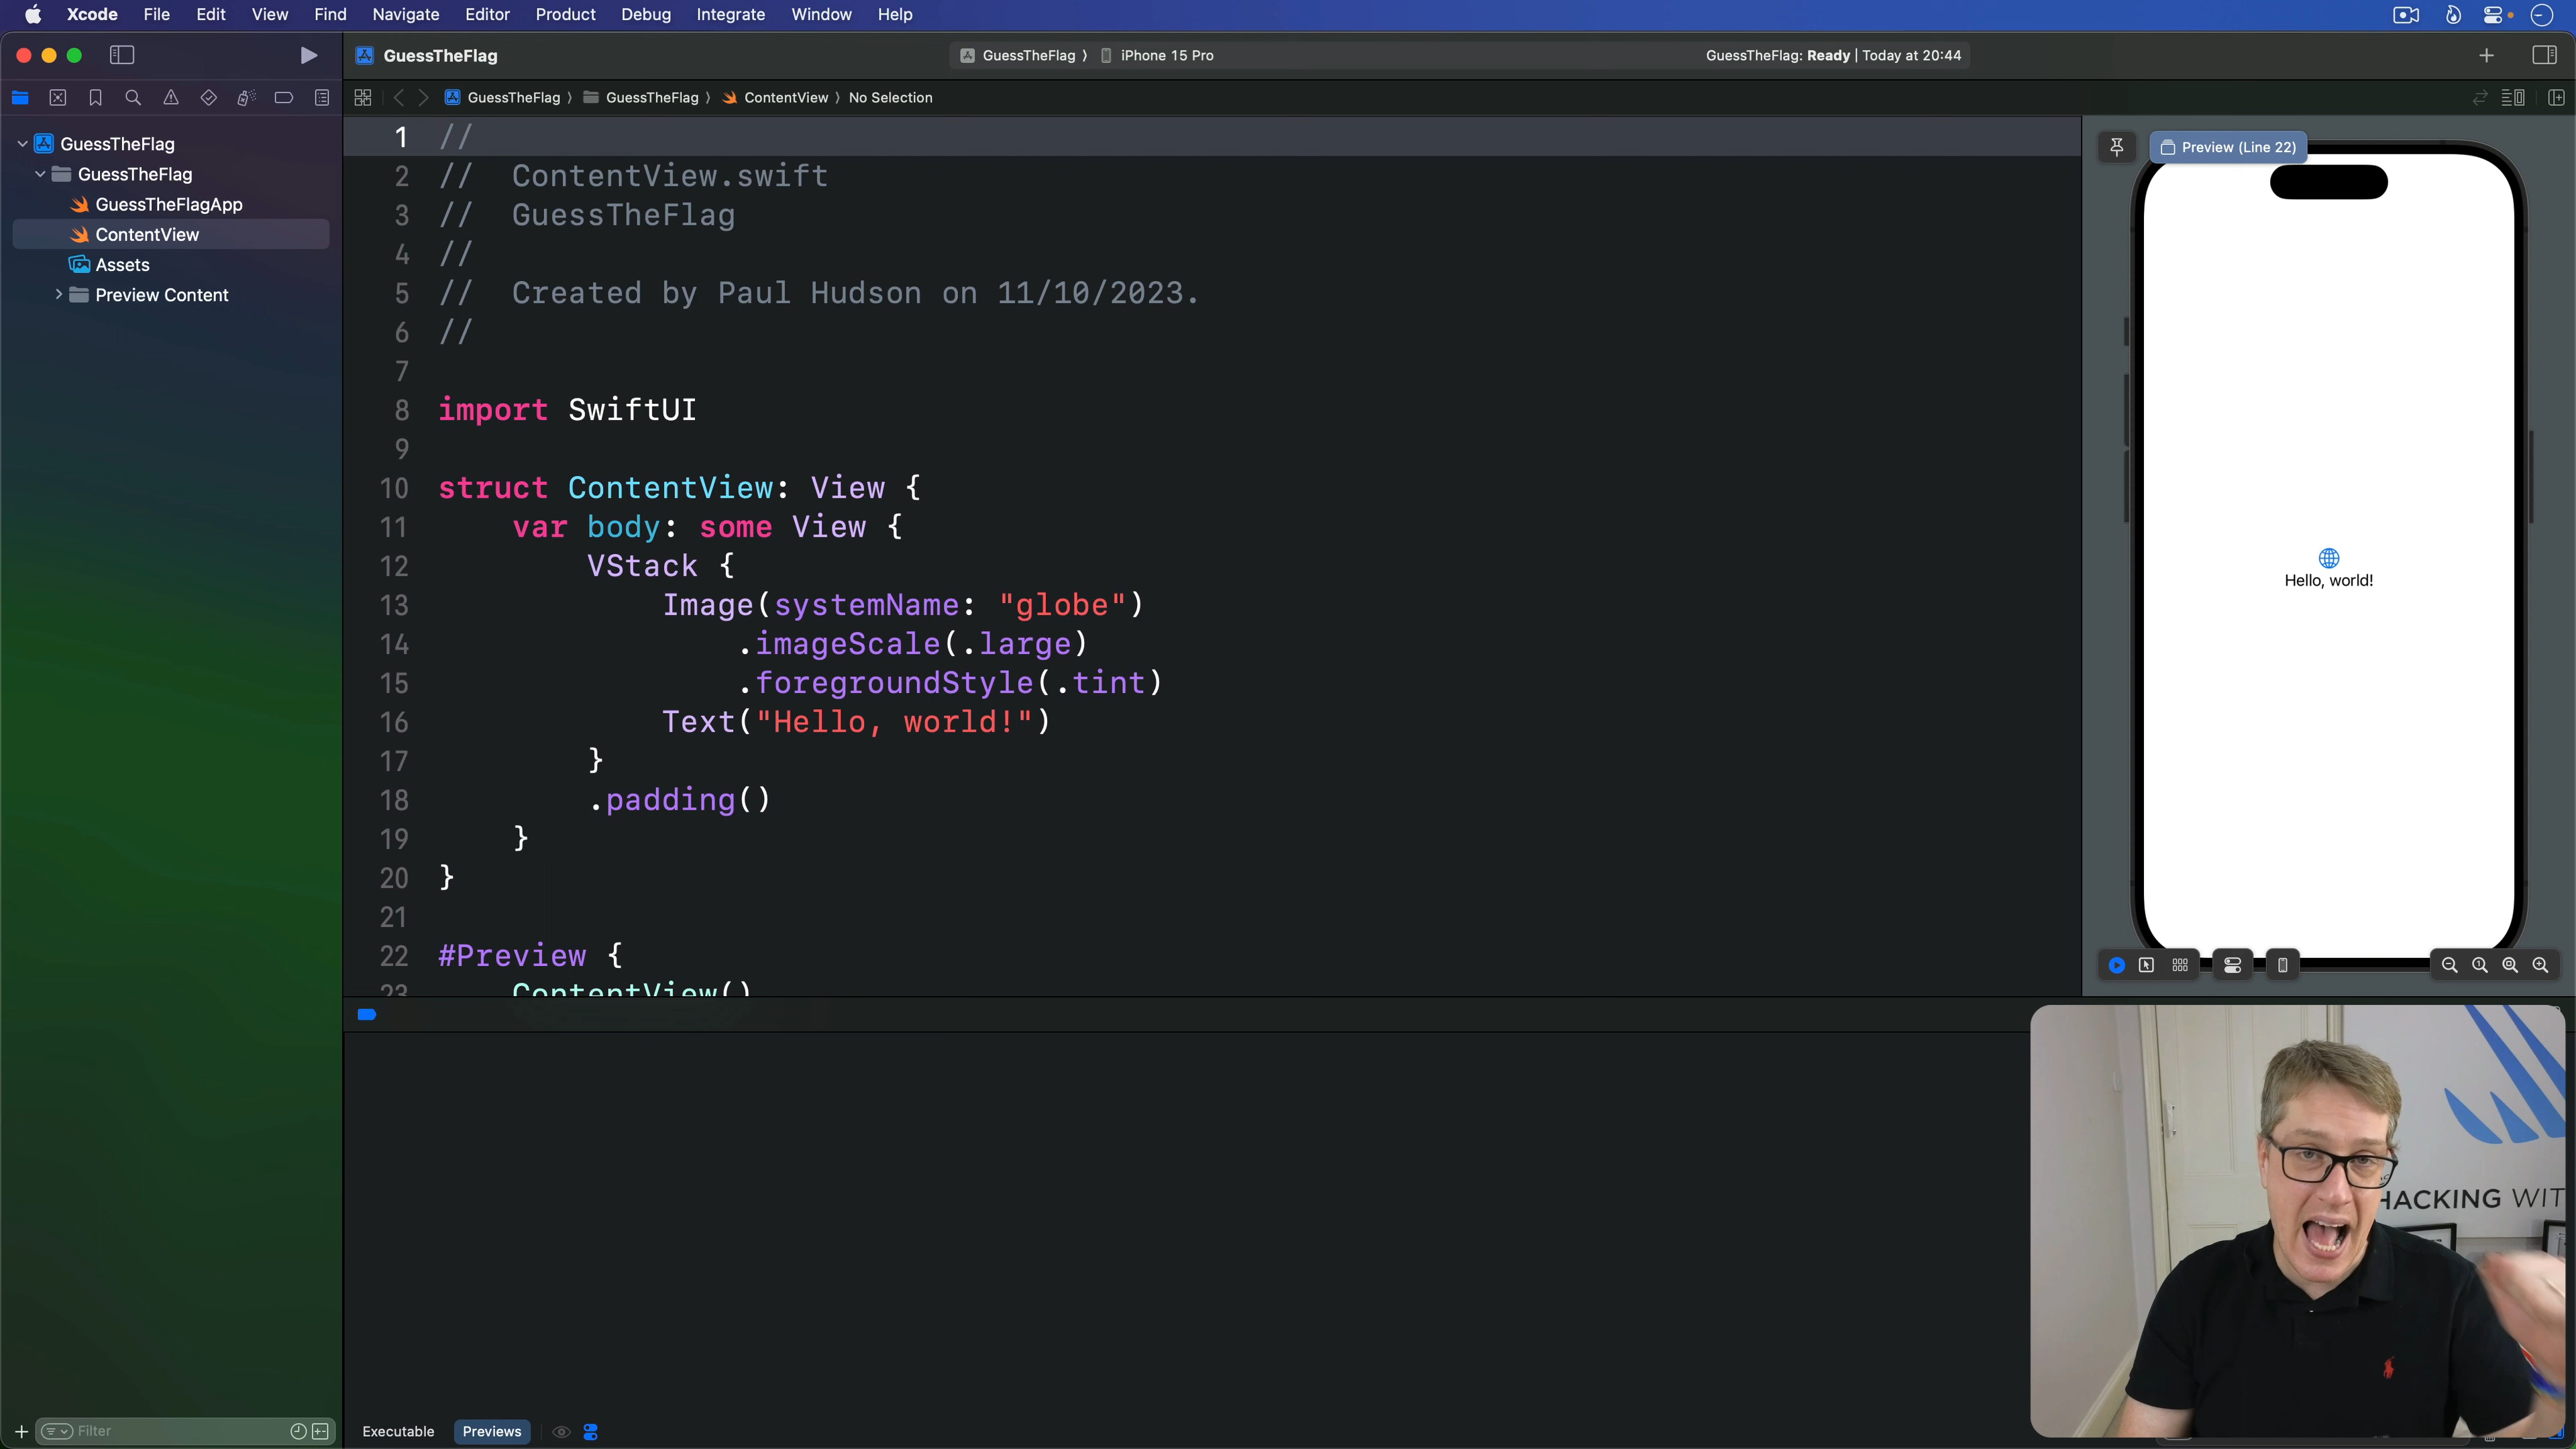 Xcode File Edit View Find Navigate Editor Product Debug Integrate Window Help
GuessTheFlag
GuessTheFlag 〉 iPhone 15 Pro
GuessTheFlag: Ready | Today at 20:44
GuessTheFlag 〉 GuessTheFlag 〉 ContentView 〉 No Selection
GuessTheFlag
GuessTheFlag
GuessTheFlagApp
ContentView
Assets
Preview Content
1 //
2 //  ContentView.swift
3 //  GuessTheFlag
4 //
5 //  Created by Paul Hudson on 11/10/2023.
6 //
7
8 import SwiftUI
9
10 struct ContentView: View {
11     var body: some View {
12         VStack {
13             Image(systemName: "globe")
14                 .imageScale(.large)
15                 .foregroundStyle(.tint)
16             Text("Hello, world!")
17         }
18         .padding()
19     }
20 }
21
22 #Preview {
23     ContentView()
Preview (Line 22)
Hello, world!
HACKING WIT
Filter
Executable Previews